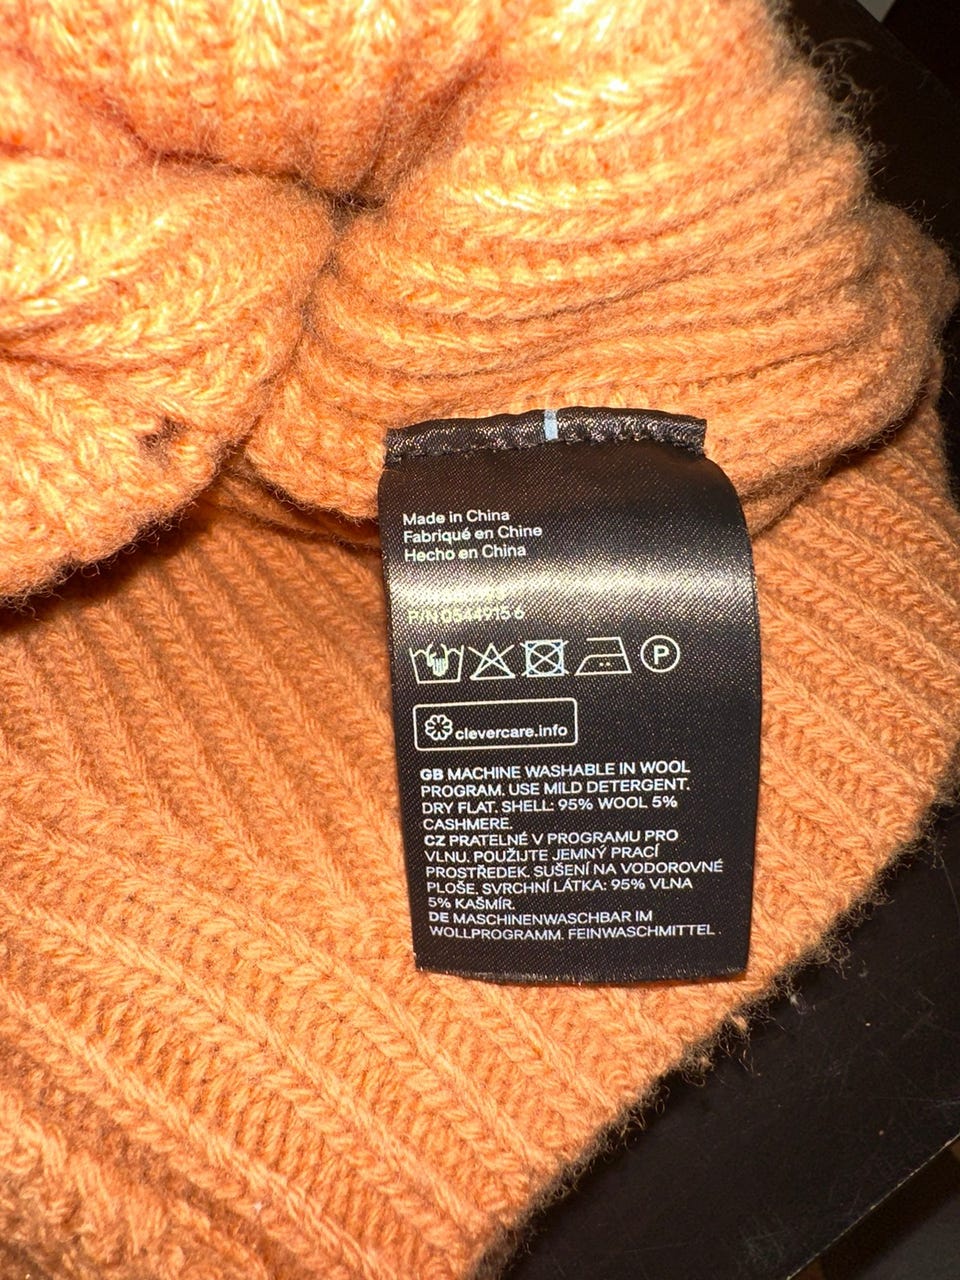 Made in China
Fabriqué en Chine
Hecho en China
P/N
P
clevercare.info
GB MACHINE WASHABLE IN WOOL
PROGRAM. USE MILD DETERGENT.
DRY FLAT. SHELL: 95% WOOL 5%
CASHMERE.
CZ PRATELNÉ V PROGRAMU PRO
VLNU. POUŽIJTE JEMNÝ PRACÍ
PROSTŘEDEK. SUŠENÍ NA VODOROVNÉ
PLOŠE. SVRCHNÍ LÁTKA: 95% VLNA
5% KAŠMÍR.
DE MASCHINENWASCHBAR IM
WOLLPROGRAMM. FEINWASCHMITTEL.